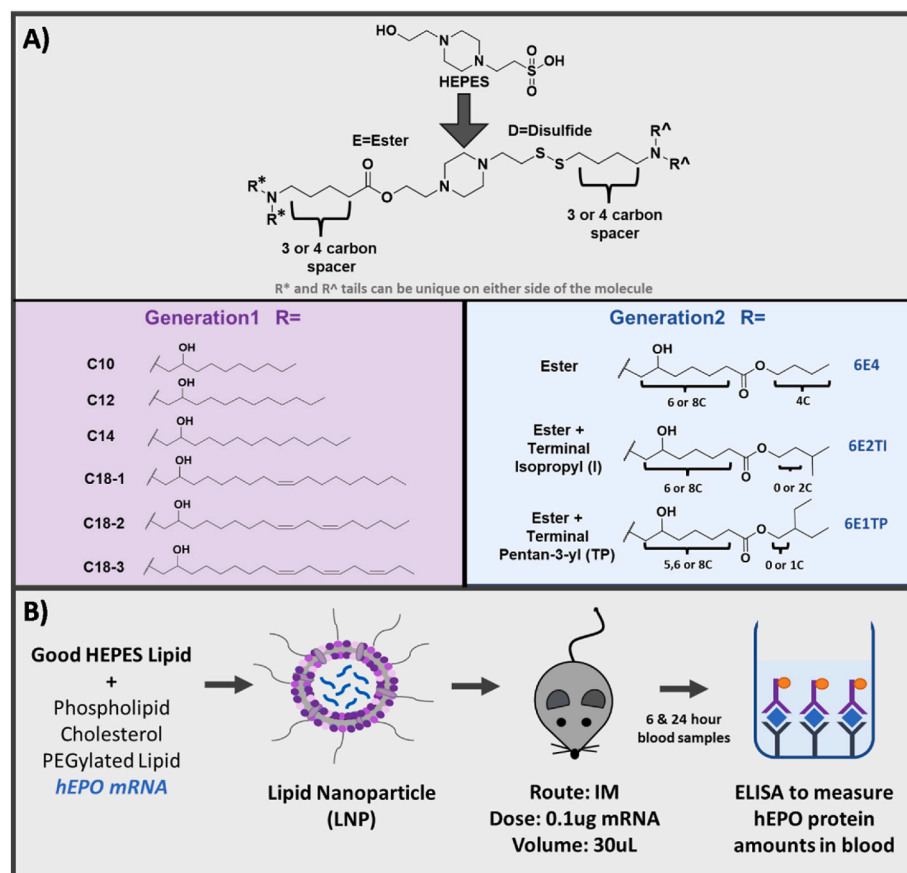 A)
HO
N
N
O
S
OH
O
HEPES
E=Ester
D=Disulfide
R^
N
R^
S
S
O
N
N
O
R*
N
R*
3 or 4 carbon
spacer
3 or 4 carbon
spacer
R* and R^ tails can be unique on either side of the molecule
Generation1 R=
C10
OH
C12
OH
C14
OH
C18-1
OH
C18-2
OH
C18-3
OH
Generation2 R=
Ester
OH
O
O
6E4
6 or 8C
4C
Ester +
Terminal
Isopropyl (I)
OH
O
O
6E2TI
6 or 8C
0 or 2C
Ester +
Terminal
Pentan-3-yl (TP)
OH
O
O
6E1TP
5,6 or 8C
0 or 1C
B)
Good HEPES Lipid
+
Phospholipid
Cholesterol
PEGylated Lipid
hEPO mRNA
Lipid Nanoparticle
(LNP)
Route: IM
Dose: 0.1ug mRNA
Volume: 30uL
6 & 24 hour
blood samples
ELISA to measure
hEPO protein
amounts in blood